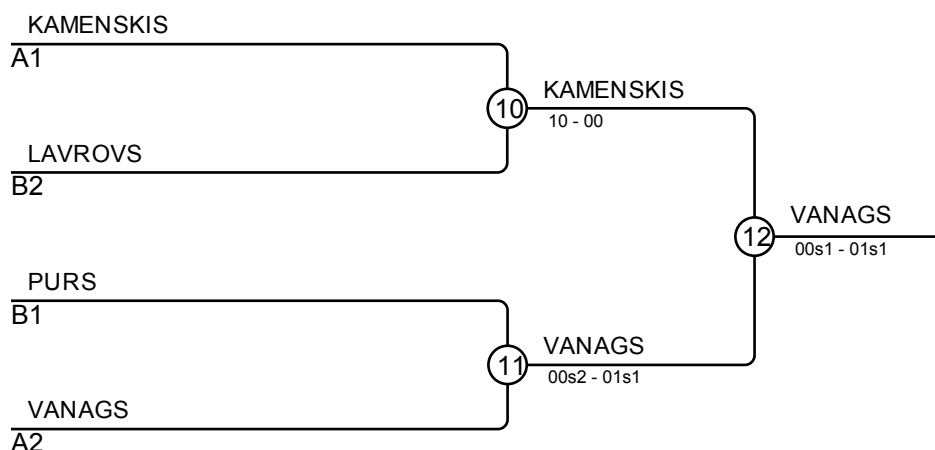 KAMENSKIS
A1
LAVROVS
B2
10
KAMENSKIS
10 - 00
PURS
B1
VANAGS
A2
11
VANAGS
00s2 - 01s1
12
VANAGS
00s1 - 01s1